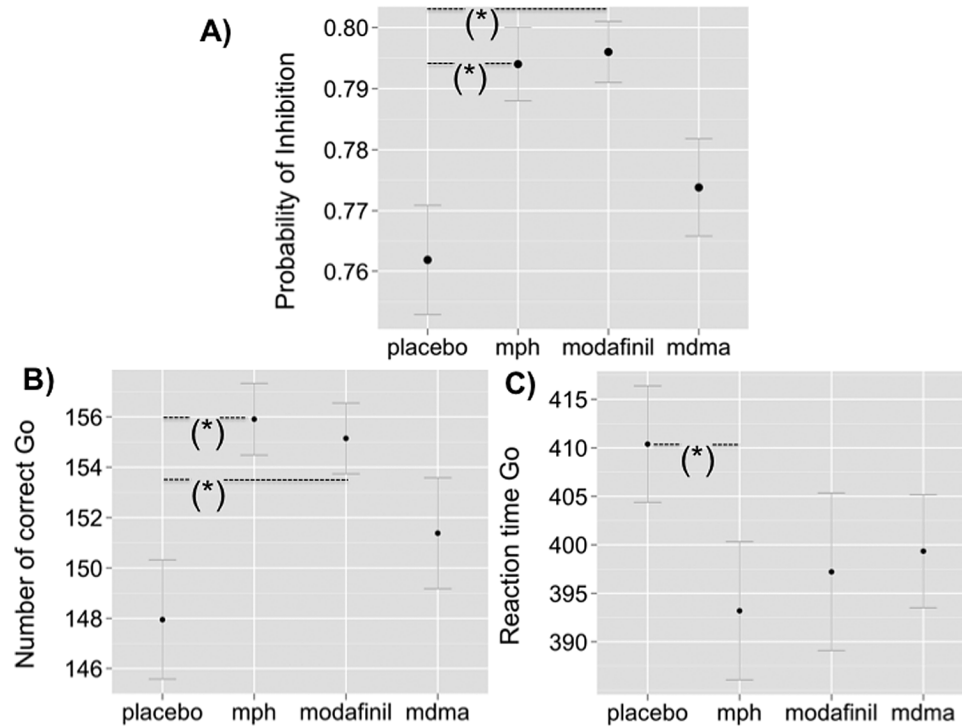 A)
Probability of Inhibition
0.80
0.79
0.78
0.77
0.76
(*)
(*)
placebo mph modafinil mdma
B)
Number of correct Go
156
154
152
150
148
146
(*)
(*)
placebo mph modafinil mdma
C)
Reaction time Go
415
410
405
400
395
390
(*)
placebo mph modafinil mdma